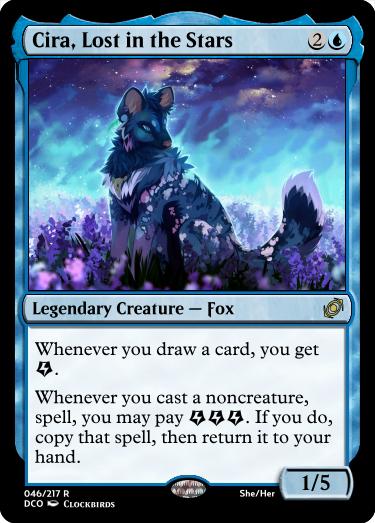 Cira, Lost in the Stars 2
Legendary Creature — Fox
Whenever you draw a card, you get
.
Whenever you cast a noncreature,
spell, you may pay . If you do,
copy that spell, then return it to your
hand.
1/5
046/217 R
She/Her
DCO Clockbirds